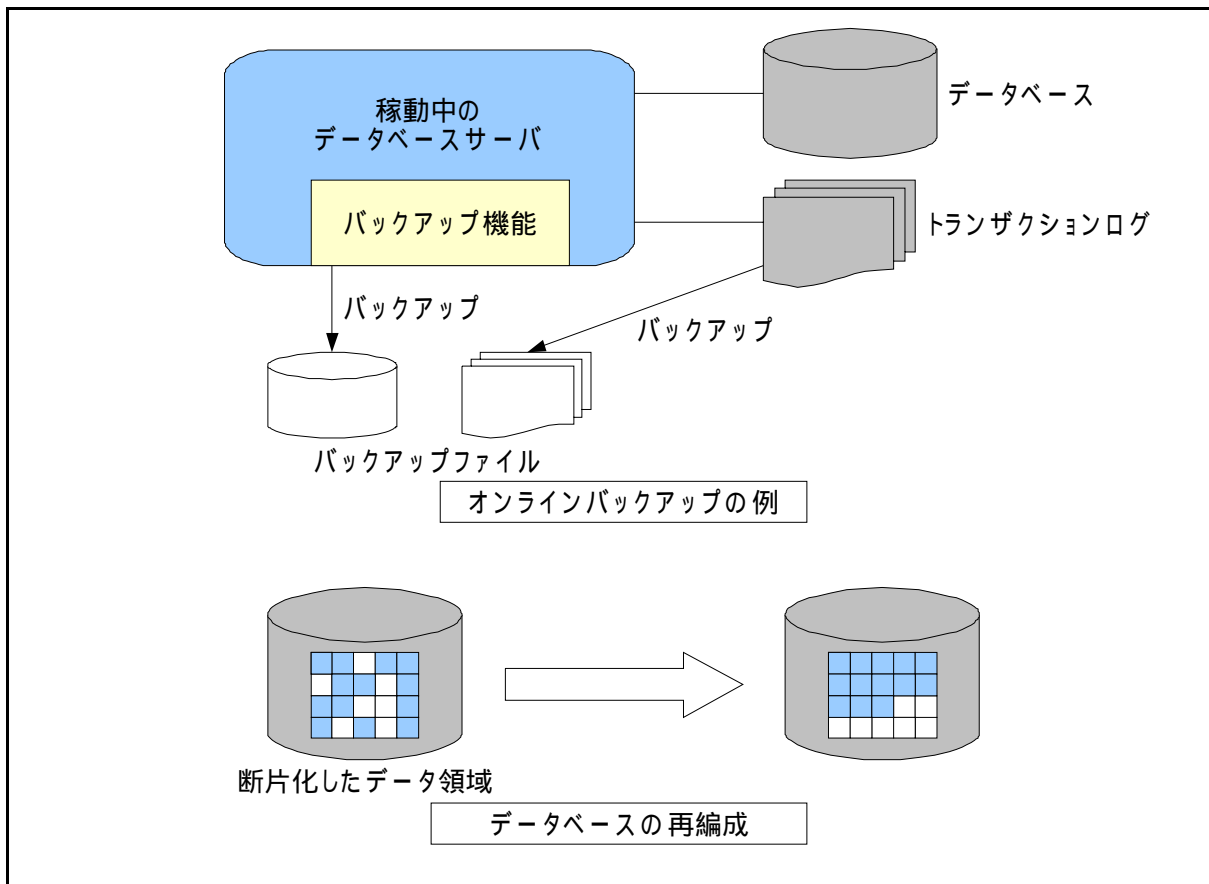 稼動中の
データベースサーバ
データベース
バックアップ機能
トランザクションログ
バックアップ
バックアップ
バックアップファイル
オンラインバックアップの例
断片化したデータ領域
データベースの再編成